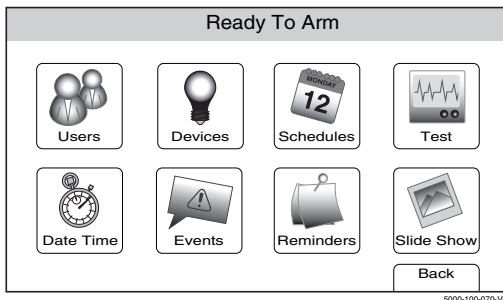 Ready To Arm
MONDAY
12
Users
Devices
Schedules
Test
Date Time
Events
Reminders
Slide Show
Back